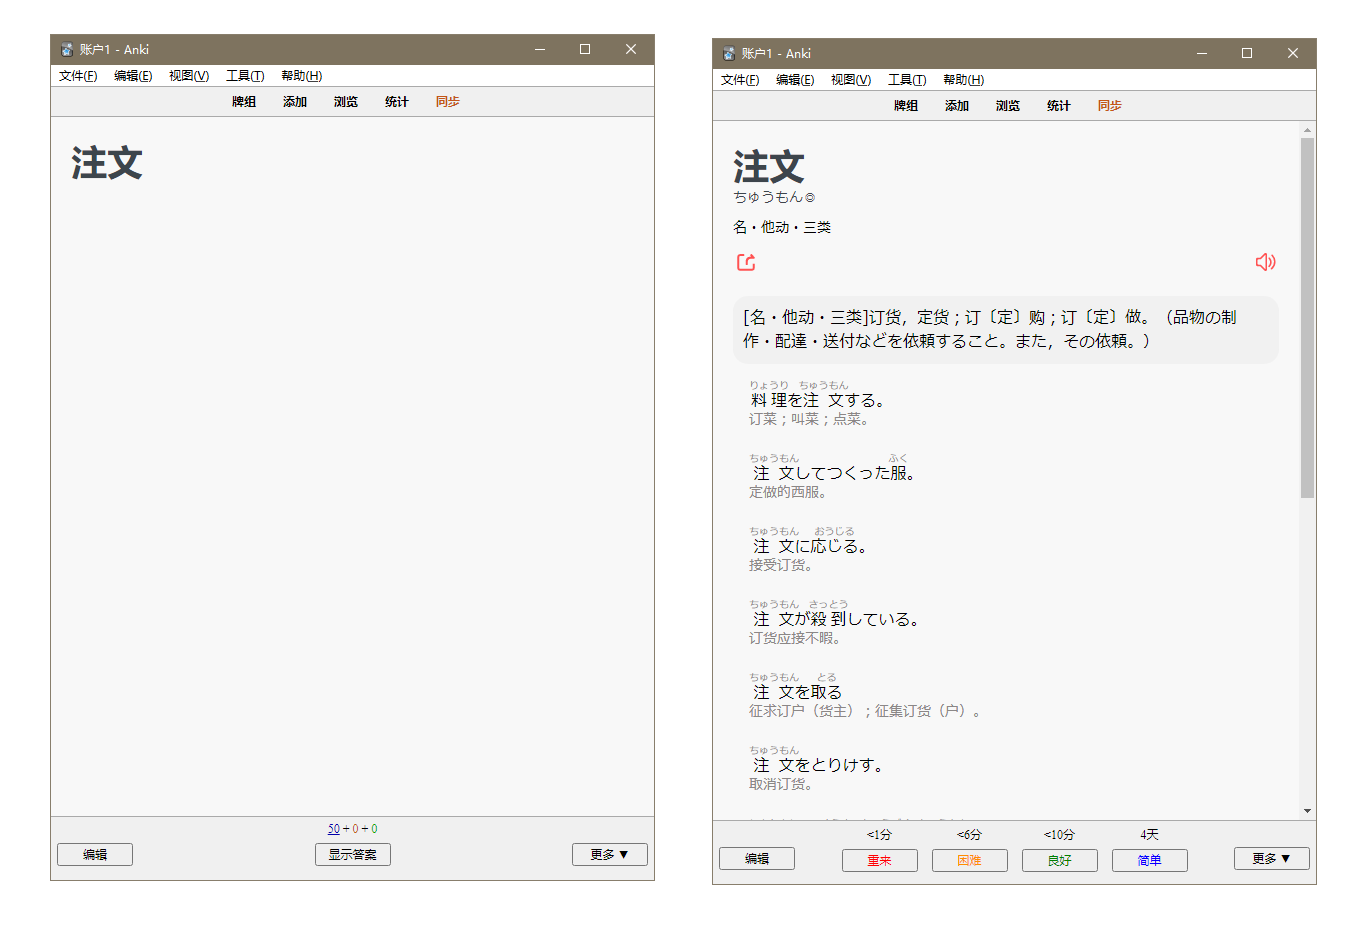 账户1 - Anki
文件(F) 编辑(E) 视图(V) 工具(T) 帮助(H)
牌组 添加 浏览 统计 同步
注文
50 + 0 + 0
编辑 显示答案 更多 ▼
账户1 - Anki
文件(F) 编辑(E) 视图(V) 工具(T) 帮助(H)
牌组 添加 浏览 统计 同步
注文
ちゅうもん◎
名・他动・三类
[名・他动・三类]订货，定货；订〔定〕购；订〔定〕做。（品物の制
作・配達・送付などを依頼すること。また，その依頼。）
りょうり ちゅうもん
料理を注文する。
订菜；叫菜；点菜。
ちゅうもん ふく
注文してつくった服。
定做的西服。
ちゅうもん おうじる
注文に応じる。
接受订货。
ちゅうもん さっとう
注文が殺到している。
订货应接不暇。
ちゅうもん とる
注文を取る
征求订户（货主）；征集订货（户）。
ちゅうもん
注文をとりけす。
取消订货。
<1分 <6分 <10分 4天
编辑 重来 困难 良好 简单 更多 ▼